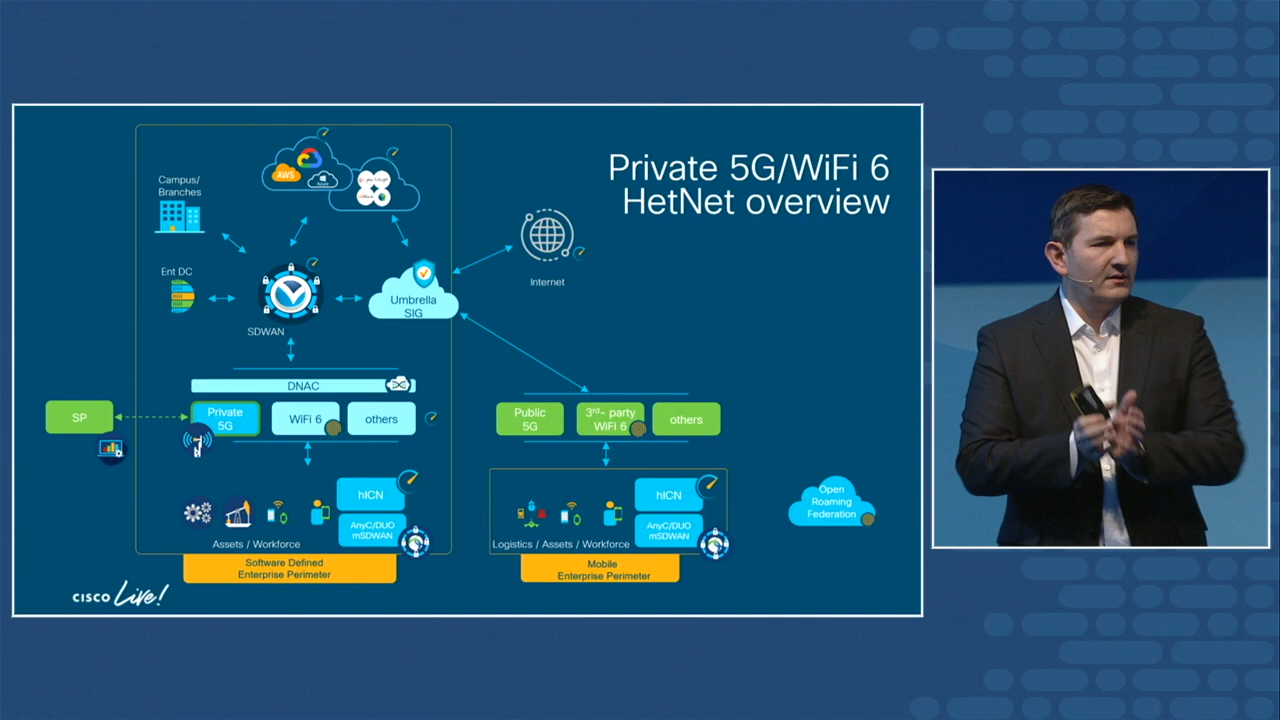 Private 5G/WiFi 6
HetNet overview
Campus/
Branches
AWS
Azure
Ent DC
SDWAN
Umbrella
SIG
Internet
DNAC
SP
Private
5G
WiFi 6
others
Public
5G
3rd- party
WiFi 6
others
hICN
AnyC/DUO
mSDWAN
Assets / Workforce
hICN
AnyC/DUO
mSDWAN
Logistics / Assets / Workforce
Open
Roaming
Federation
Software Defined
Enterprise Perimeter
Mobile
Enterprise Perimeter
CISCO Live!